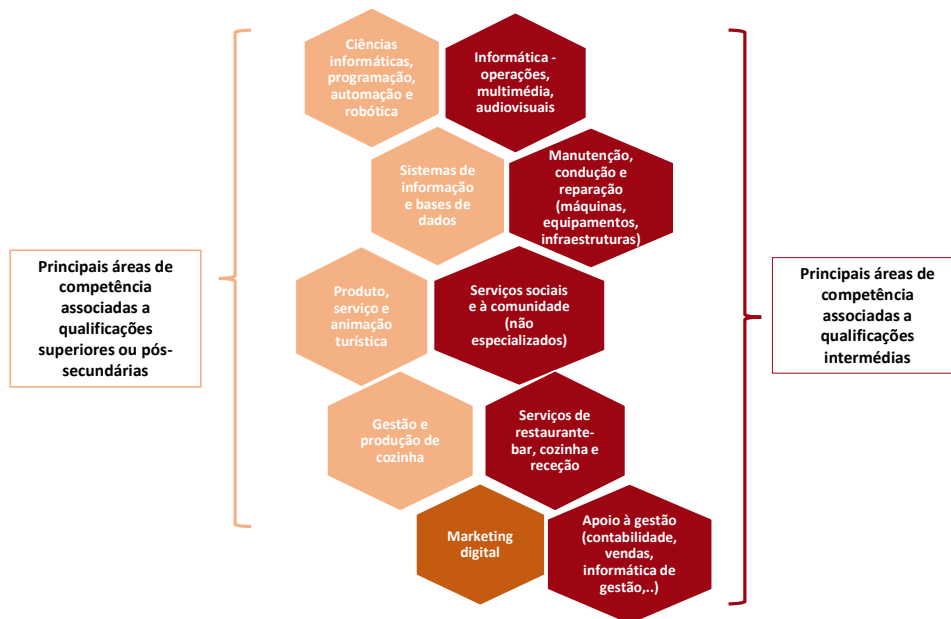 Ciências
informáticas,
programação,
automação e
robótica
Informática -
operações,
multimédia,
audiovisuais
Sistemas de
informação
e bases de
dados
Manutenção,
condução e
reparação
(máquinas,
equipamentos,
infraestruturas)
Principais áreas de
competência
associadas a
qualificações
superiores ou pós-
secundárias
Produto,
serviço e
animação
turística
Serviços sociais
e à comunidade
(não
especializados)
Principais áreas de
competência
associadas a
qualificações
intermédias
Gestão e
produção de
cozinha
Serviços de
restaurante-
bar, cozinha e
receção
Marketing
digital
Apoio à gestão
(contabilidade,
vendas,
informática de
gestão,..)